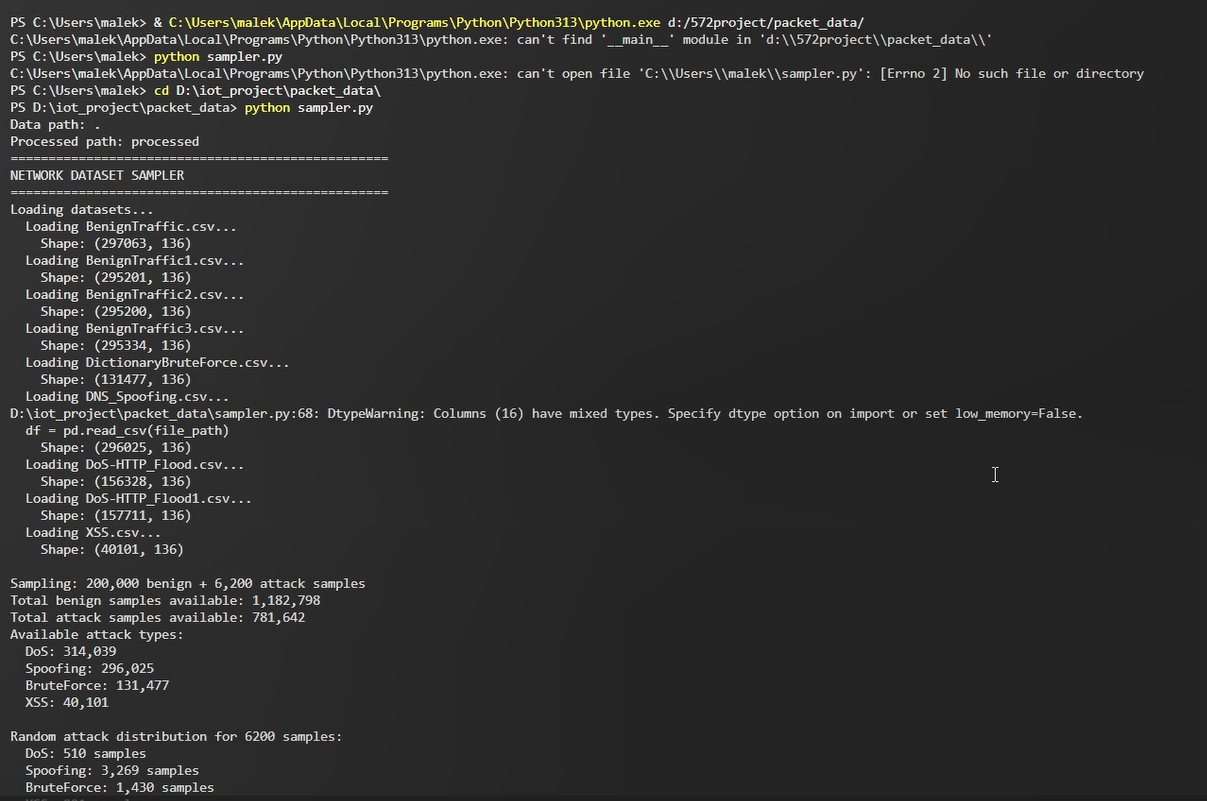 PS C:\Users\malek> & C:\Users\malek\AppData\Local\Programs\Python\Python313\python.exe d:/572project/packet_data/
C:\Users\malek\AppData\Local\Programs\Python\Python313\python.exe: can't find '__main__' module in 'd:\\572project\\packet_data\\'
PS C:\Users\malek> python sampler.py
C:\Users\malek\AppData\Local\Programs\Python\Python313\python.exe: can't open file 'C:\\Users\\malek\\sampler.py': [Errno 2] No such file or directory
PS C:\Users\malek> cd D:\iot_project\packet_data\
PS D:\iot_project\packet_data> python sampler.py
Data path: .
Processed path: processed
==================================================
NETWORK DATASET SAMPLER
==================================================
Loading datasets...
  Loading BenignTraffic.csv...
    Shape: (297063, 136)
  Loading BenignTraffic1.csv...
    Shape: (295201, 136)
  Loading BenignTraffic2.csv...
    Shape: (295200, 136)
  Loading BenignTraffic3.csv...
    Shape: (295334, 136)
  Loading DictionaryBruteForce.csv...
    Shape: (131477, 136)
  Loading DNS_Spoofing.csv...
D:\iot_project\packet_data\sampler.py:68: DtypeWarning: Columns (16) have mixed types. Specify dtype option on import or set low_memory=False.
  df = pd.read_csv(file_path)
    Shape: (296025, 136)
  Loading DoS-HTTP_Flood.csv...
    Shape: (156328, 136)
  Loading DoS-HTTP_Flood1.csv...
    Shape: (157711, 136)
  Loading XSS.csv...
    Shape: (40101, 136)

Sampling: 200,000 benign + 6,200 attack samples
Total benign samples available: 1,182,798
Total attack samples available: 781,642
Available attack types:
  DoS: 314,039
  Spoofing: 296,025
  BruteForce: 131,477
  XSS: 40,101

Random attack distribution for 6200 samples:
  DoS: 510 samples
  Spoofing: 3,269 samples
  BruteForce: 1,430 samples